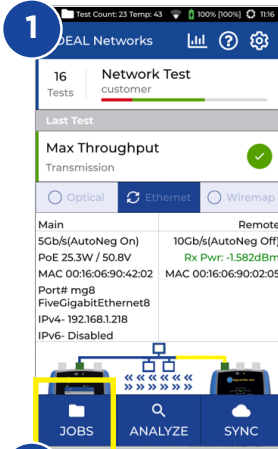 1
Test Count: 23 Temp: 43 100% [100%] 11:16
DEAL Networks
16 Network Test
Tests customer
Last Test
Max Throughput
Transmission
Optical Ethernet Wiremap
Main Remote
5Gb/s(AutoNeg On) 10Gb/s(AutoNeg Off)
PoE 25.3W / 50.8V Rx Pwr: -1.582dBm
MAC 00:16:06:90:42:02 MAC 00:16:06:90:02:05
Port# mg8
FiveGigabitEthernet8
IPv4- 192.168.1.218
IPv6- Disabled
JOBS ANALYZE SYNC